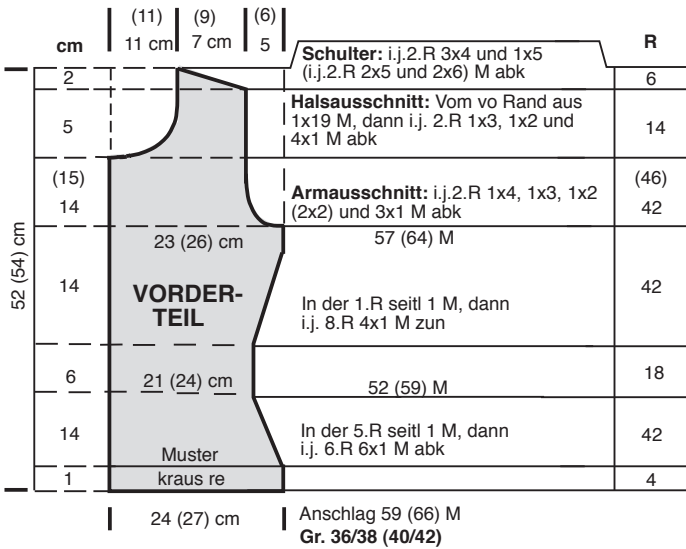 (11) (9) (6)
cm 11 cm 7 cm 5 R
Schulter: i.j.2.R 3x4 und 1x5
2 (i.j.2.R 2x5 und 2x6) M abk 6
Halsausschnitt: Vom vo Rand aus
5 1x19 M, dann i.j. 2.R 1x3, 1x2 und 14
4x1 M abk
(15) (46)
Armausschnitt: i.j.2.R 1x4, 1x3, 1x2
14 (2x2) und 3x1 M abk 42
23 (26) cm 57 (64) M
52 (54) cm
14 VORDER- 42
TEIL In der 1.R seitl 1 M, dann
i.j. 8.R 4x1 M zun
6 21 (24) cm 52 (59) M 18
14 In der 5.R seitl 1 M, dann 42
i.j. 6.R 6x1 M abk
Muster
1 kraus re 4
24 (27) cm Anschlag 59 (66) M
Gr. 36/38 (40/42)